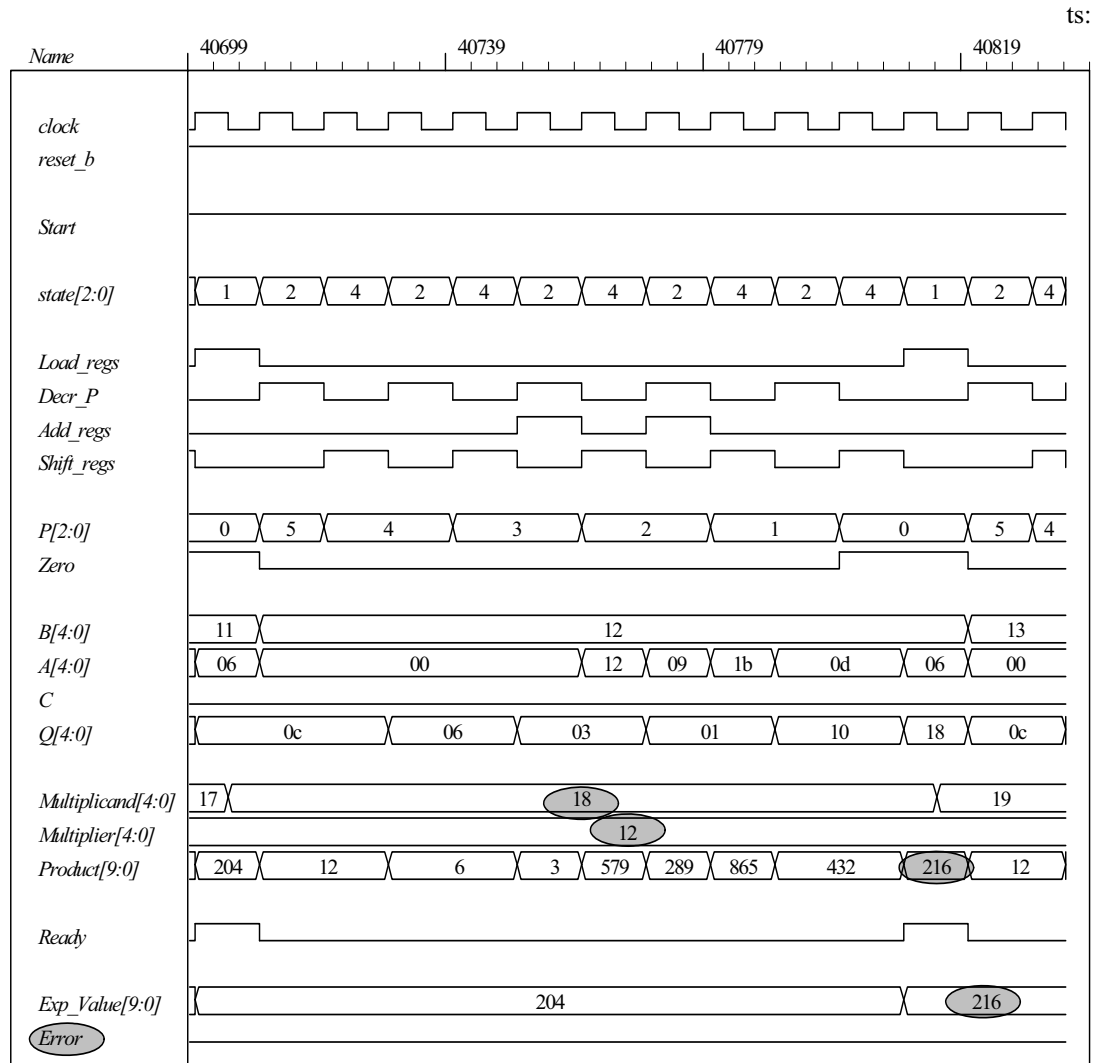 ts:
Name 40699 40739 40779 40819
clock
reset_b
Start
state[2:0] 1 2 4 2 4 2 4 2 4 2 4 1 2 4
Load_regs
Decr_P
Add_regs
Shift_regs
P[2:0] 0 5 4 3 2 1 0 5 4
Zero
B[4:0] 11 12 13
A[4:0] 06 00 12 09 1b 0d 06 00
C
Q[4:0] 0c 06 03 01 10 18 0c
Multiplicand[4:0] 17 18 19
Multiplier[4:0] 12
Product[9:0] 204 12 6 3 579 289 865 432 216 12
Ready
Exp_Value[9:0] 204 216
Error